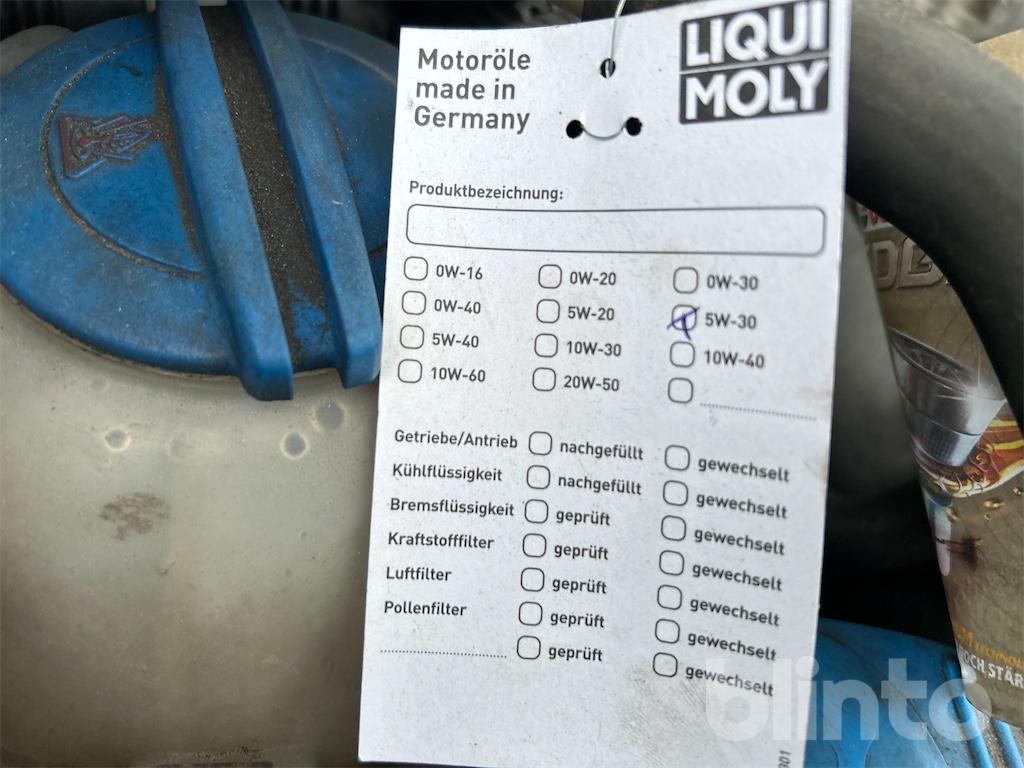 Motoröle
made in
Germany
LIQUI
MOLY
Produktbezeichnung:
0W-16 0W-20 0W-30
0W-40 5W-20 5W-30
5W-40 10W-30 10W-40
10W-60 20W-50
Getriebe/Antrieb nachgefüllt gewechselt
Kühlflüssigkeit nachgefüllt gewechselt
Bremsflüssigkeit geprüft gewechselt
Kraftstofffilter geprüft gewechselt
Luftfilter geprüft gewechselt
Pollenfilter geprüft gewechselt
geprüft gewechselt
blinto